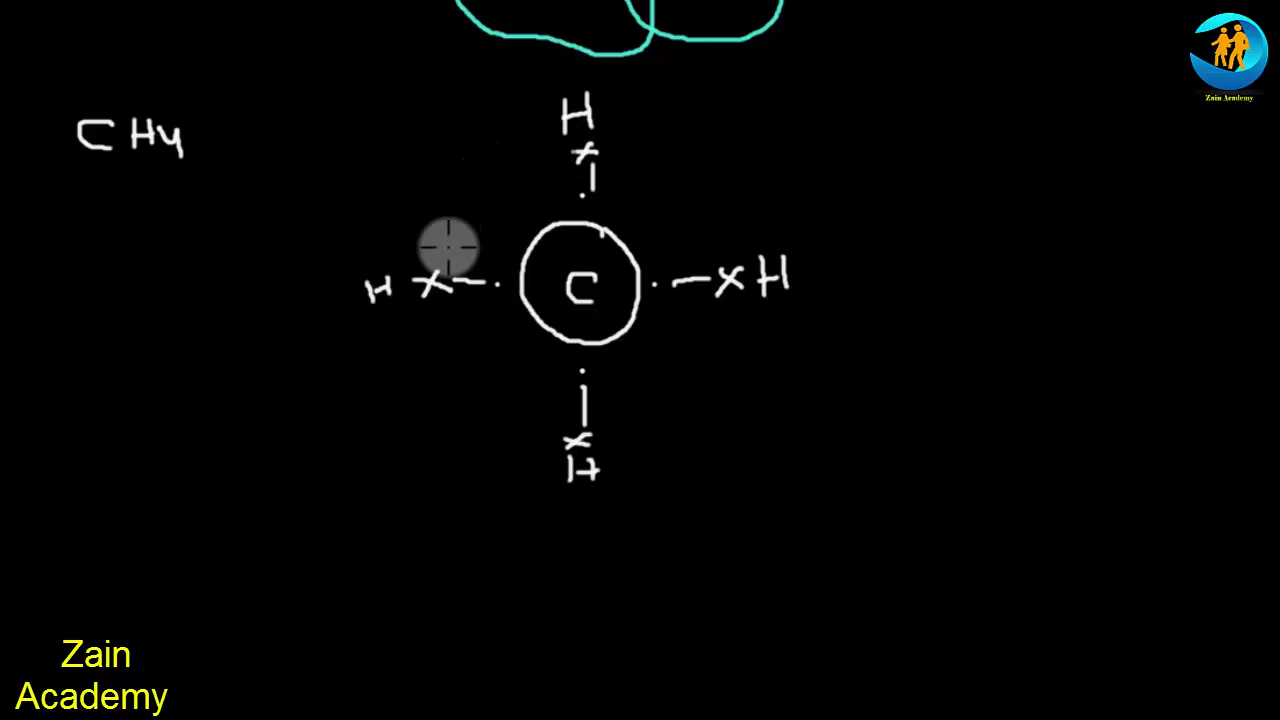 CH4
H
X
H X - . C . - X H
X
H
Zain
Academy
Zain Academy